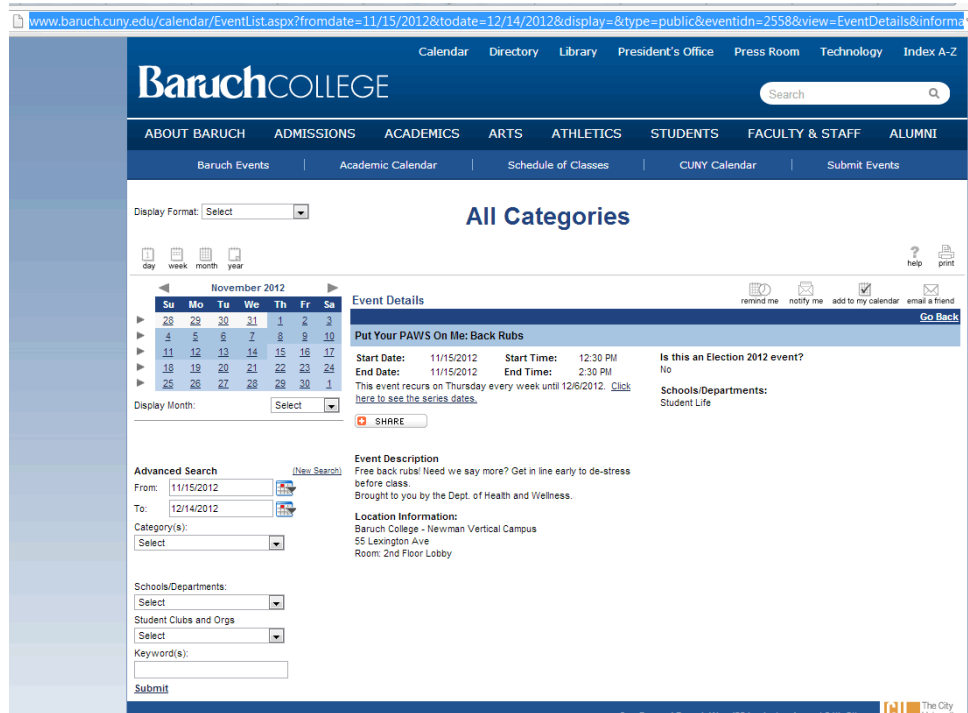 www.baruch.cuny.edu/calendar/EventList.aspx?fromdate=11/15/2012&todate=12/14/2012&display=&type=public&eventidn=2558&view=EventDetails&informa
Calendar Directory Library President's Office Press Room Technology Index A-Z
BaruchCOLLEGE
Search
ABOUT BARUCH ADMISSIONS ACADEMICS ARTS ATHLETICS STUDENTS FACULTY & STAFF ALUMNI
Baruch Events | Academic Calendar | Schedule of Classes | CUNY Calendar | Submit Events
Display Format: Select
All Categories
day week month year
help print
November 2012
Su Mo Tu We Th Fr Sa
28 29 30 31 1 2 3
4 5 6 7 8 9 10
11 12 13 14 15 16 17
18 19 20 21 22 23 24
25 26 27 28 29 30 1
Display Month: Select
Event Details
remind me notify me add to my calendar email a friend
Go Back
Put Your PAWS On Me: Back Rubs
Start Date: 11/15/2012 Start Time: 12:30 PM
End Date: 11/15/2012 End Time: 2:30 PM
This event recurs on Thursday every week until 12/6/2012. Click
here to see the series dates.
SHARE
Is this an Election 2012 event?
No
Schools/Departments:
Student Life
Event Description
Free back rubs! Need we say more? Get in line early to de-stress
before class.
Brought to you by the Dept. of Health and Wellness.
Location Information:
Baruch College - Newman Vertical Campus
55 Lexington Ave
Room: 2nd Floor Lobby
Advanced Search (New Search)
From: 11/15/2012
To: 12/14/2012
Category(s):
Select
Schools/Departments:
Select
Student Clubs and Orgs
Select
Keyword(s):
Submit
The City